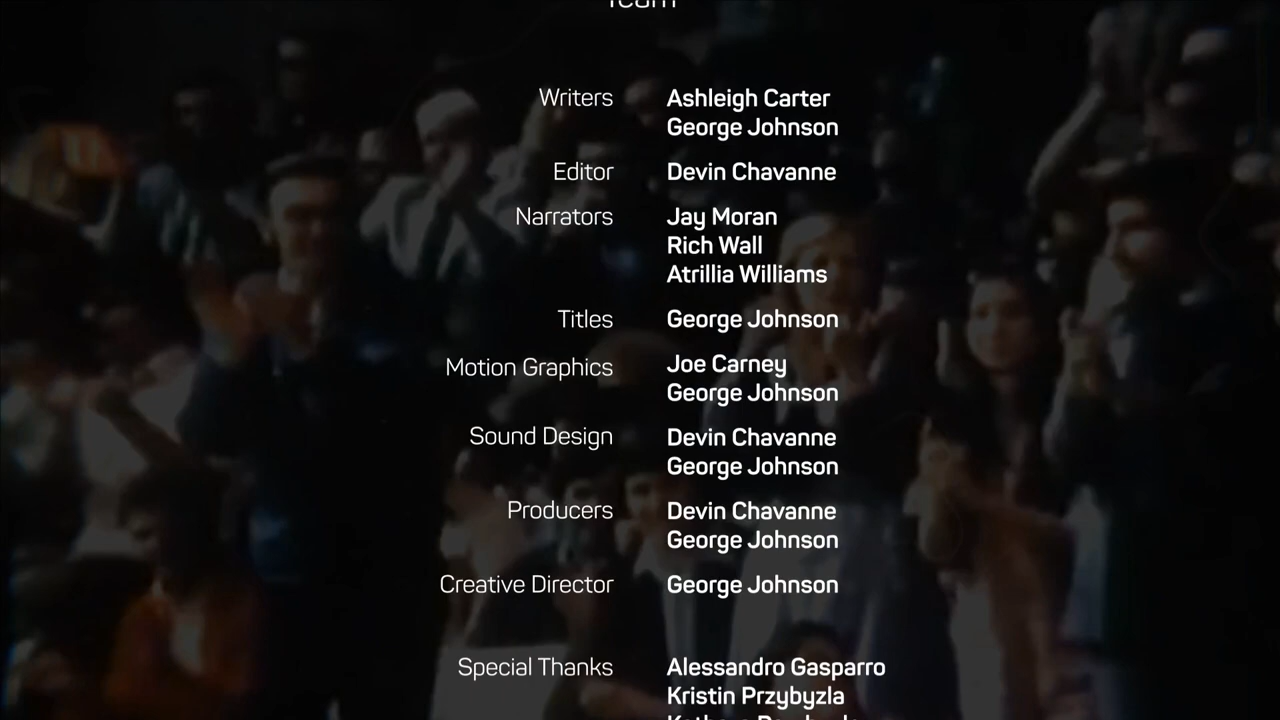 Team
Writers Ashleigh Carter
George Johnson
Editor Devin Chavanne
Narrators Jay Moran
Rich Wall
Atrillia Williams
Titles George Johnson
Motion Graphics Joe Carney
George Johnson
Sound Design Devin Chavanne
George Johnson
Producers Devin Chavanne
George Johnson
Creative Director George Johnson
Special Thanks Alessandro Gasparro
Kristin Przybyzla